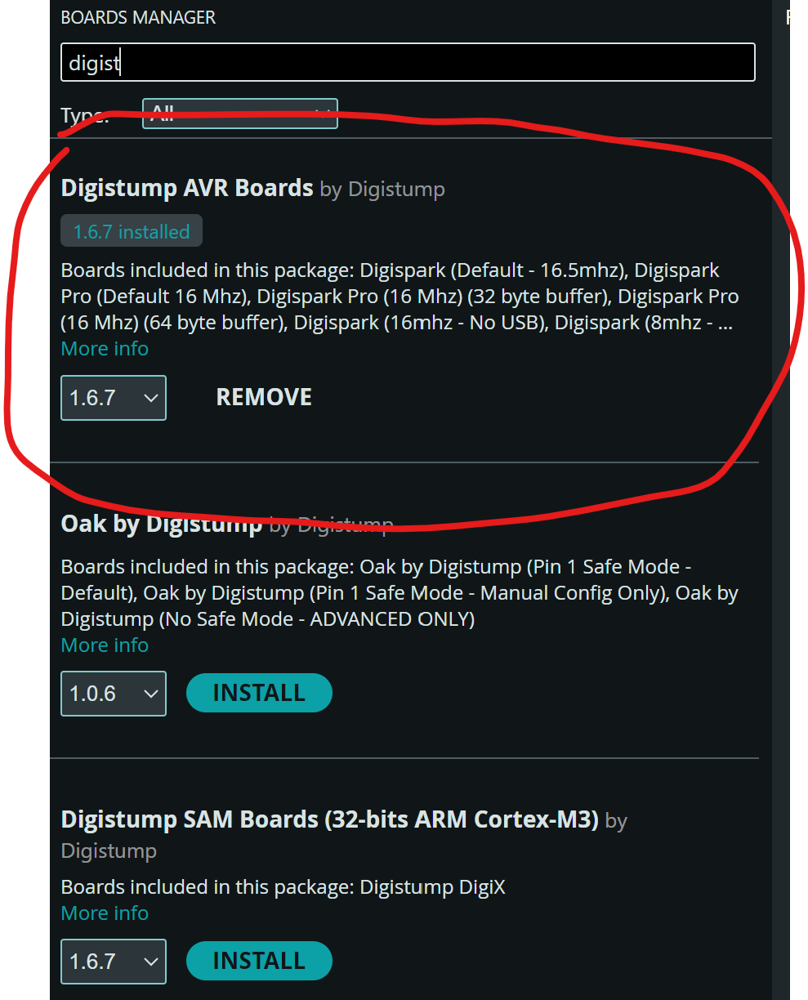 BOARDS MANAGER
digist
Type: All
Digistump AVR Boards by Digistump
1.6.7 installed
Boards included in this package: Digispark (Default - 16.5mhz), Digispark
Pro (Default 16 Mhz), Digispark Pro (16 Mhz) (32 byte buffer), Digispark Pro
(16 Mhz) (64 byte buffer), Digispark (16mhz - No USB), Digispark (8mhz - ...
More info
1.6.7 REMOVE
Oak by Digistump by Digistump
Boards included in this package: Oak by Digistump (Pin 1 Safe Mode -
Default), Oak by Digistump (Pin 1 Safe Mode - Manual Config Only), Oak by
Digistump (No Safe Mode - ADVANCED ONLY)
More info
1.0.6 INSTALL
Digistump SAM Boards (32-bits ARM Cortex-M3) by
Digistump
Boards included in this package: Digistump DigiX
More info
1.6.7 INSTALL